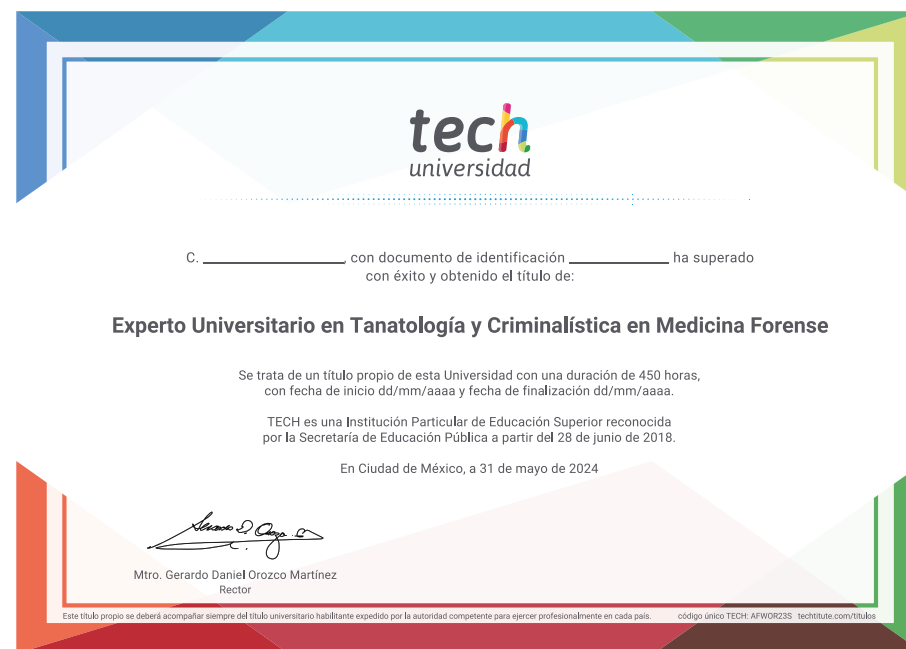 tech
universidad
C. ____________________, con documento de identificación ______________ ha superado
con éxito y obtenido el título de:
Experto Universitario en Tanatología y Criminalística en Medicina Forense
Se trata de un título propio de esta Universidad con una duración de 450 horas,
con fecha de inicio dd/mm/aaaa y fecha de finalización dd/mm/aaaa.
TECH es una Institución Particular de Educación Superior reconocida
por la Secretaría de Educación Pública a partir del 28 de junio de 2018.
En Ciudad de México, a 31 de mayo de 2024
Mtro. Gerardo Daniel Orozco Martínez
Rector
Este título propio se deberá acompañar siempre del título universitario habilitante expedido por la autoridad competente para ejercer profesionalmente en cada país. código único TECH: AFWOR23S techtitute.com/titulos